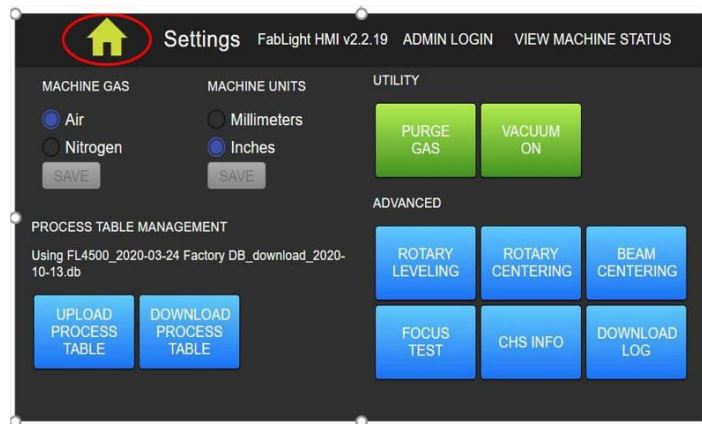 Settings FabLight HMI v2.2.19 ADMIN LOGIN VIEW MACHINE STATUS
MACHINE GAS
Air
Nitrogen
SAVE
MACHINE UNITS
Millimeters
Inches
SAVE
PROCESS TABLE MANAGEMENT
Using FL4500_2020-03-24 Factory DB_download_2020-
10-13.db
UPLOAD
PROCESS
TABLE
DOWNLOAD
PROCESS
TABLE
UTILITY
PURGE
GAS
VACUUM
ON
ADVANCED
ROTARY
LEVELING
ROTARY
CENTERING
BEAM
CENTERING
FOCUS
TEST
CHS INFO
DOWNLOAD
LOG